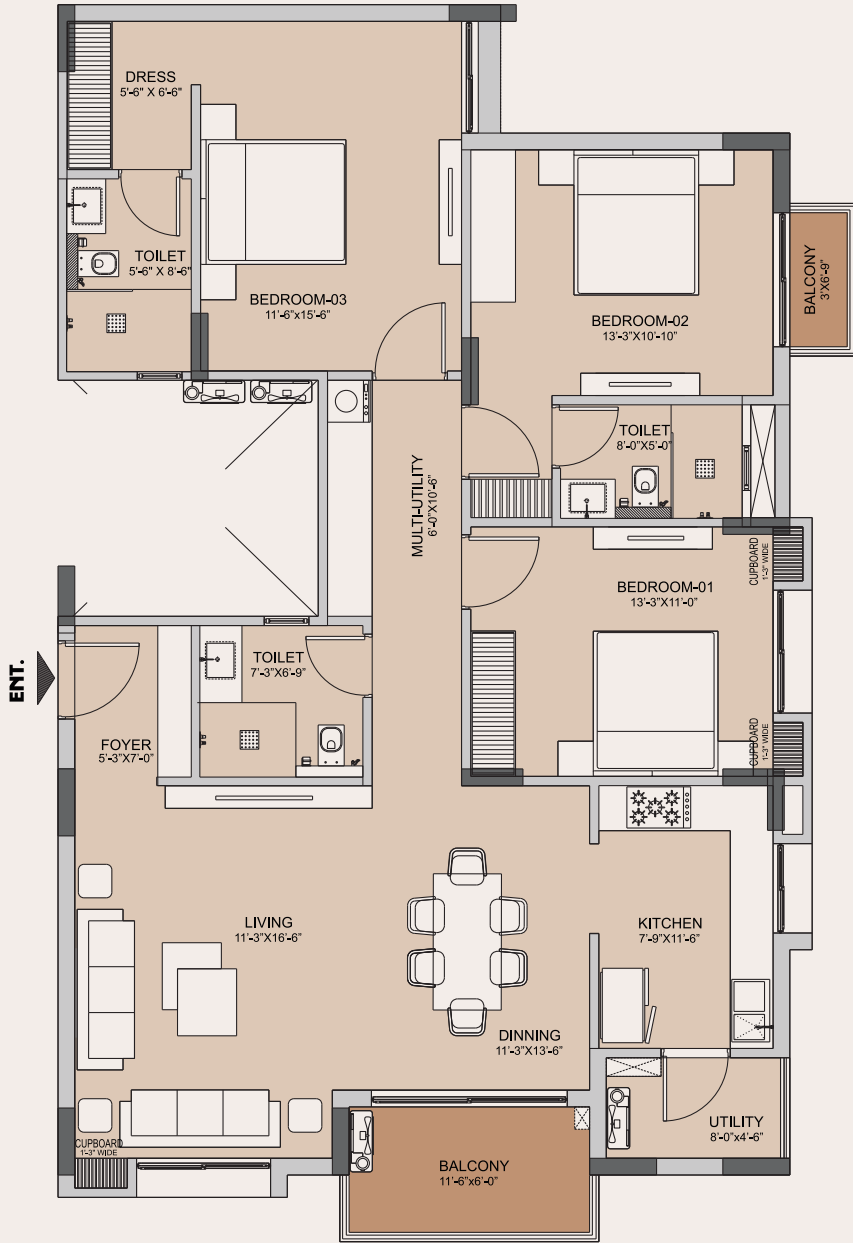 DRESS
5'-6" X 6'-6"
TOILET
5'-6" X 8'-6"
BEDROOM-03
11'-6"x15'-6"
BEDROOM-02
13'-3"X10'-10"
BALCONY
3'X6'-9"
TOILET
8'-0"X5'-0"
MULTI-UTILITY
6'-0"X10'-6"
CUPBOARD
1'-3" WIDE
BEDROOM-01
13'-3"X11'-0"
ENT.
TOILET
7'-3"X6'-9"
FOYER
5'-3"X7'-0"
CUPBOARD
1'-3" WIDE
LIVING
11'-3"X16'-6"
KITCHEN
7'-9"X11'-6"
DINNING
11'-3"X13'-6"
CUPBOARD
1'-3" WIDE
BALCONY
11'-6"x6'-0"
UTILITY
8'-0"x4'-6"